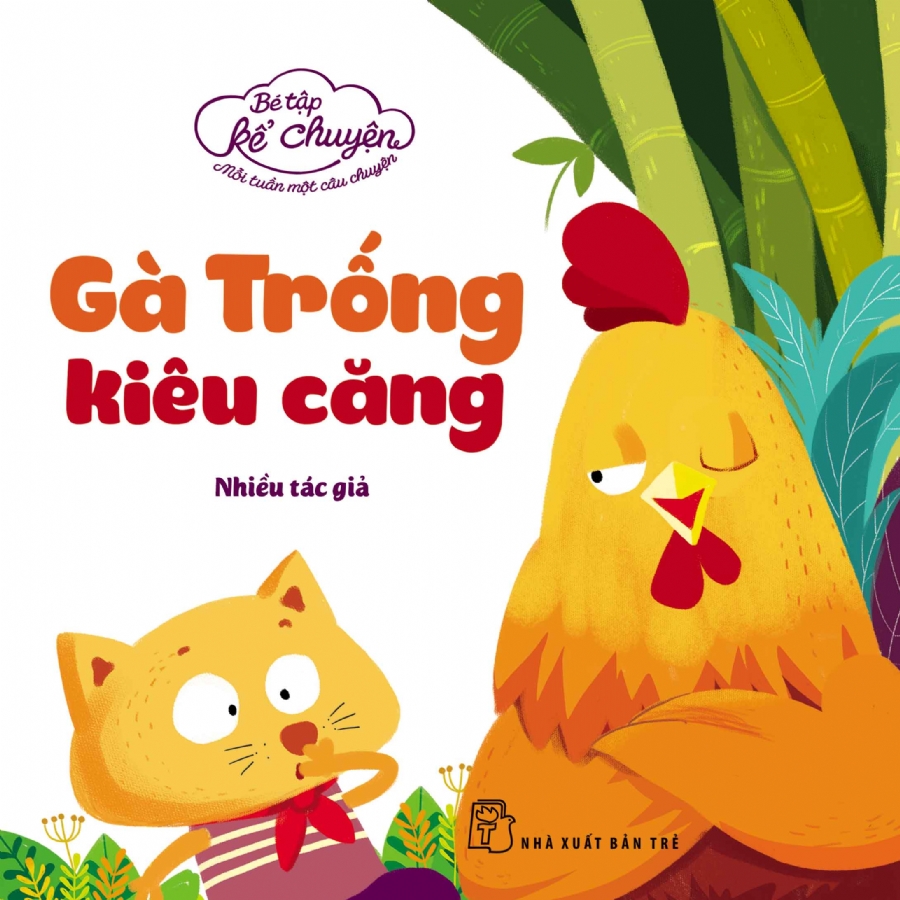 Bé tập
kể chuyện
Mỗi tuần một câu chuyện
Gà Trống
kiêu căng
Nhiều tác giả
NHÀ XUẤT BẢN TRẺ